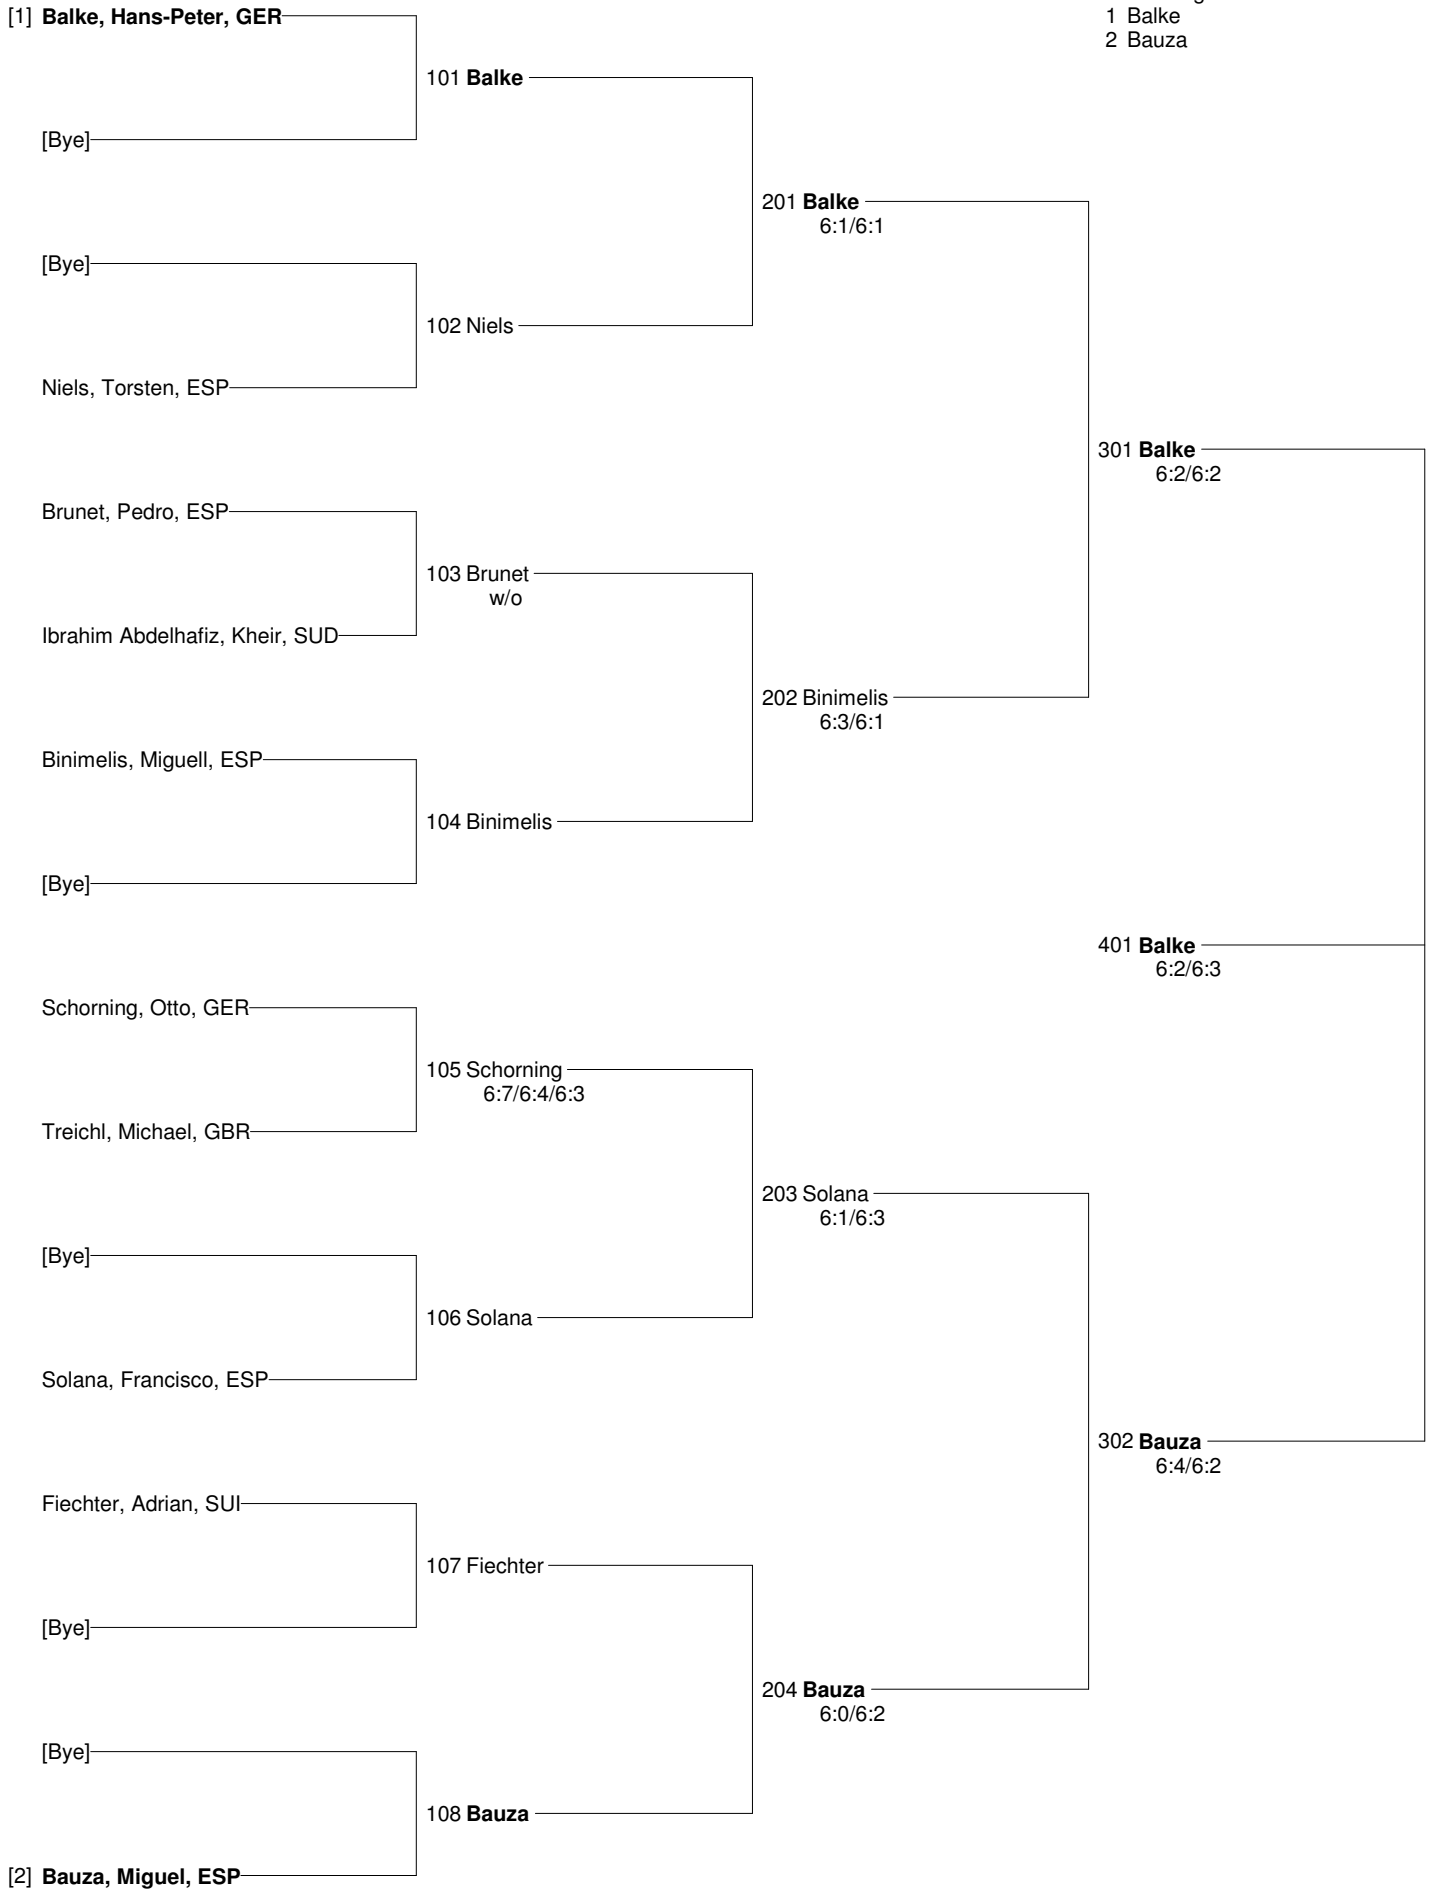 [1] Balke, Hans-Peter, GER
1 Balke
2 Bauza
101 Balke
[Bye]
201 Balke
6:1/6:1
[Bye]
102 Niels
Niels, Torsten, ESP
301 Balke
6:2/6:2
Brunet, Pedro, ESP
103 Brunet
w/o
Ibrahim Abdelhafiz, Kheir, SUD
202 Binimelis
6:3/6:1
Binimelis, Miguell, ESP
104 Binimelis
[Bye]
401 Balke
6:2/6:3
Schorning, Otto, GER
105 Schorning
6:7/6:4/6:3
Treichl, Michael, GBR
203 Solana
6:1/6:3
[Bye]
106 Solana
Solana, Francisco, ESP
302 Bauza
6:4/6:2
Fiechter, Adrian, SUI
107 Fiechter
[Bye]
204 Bauza
6:0/6:2
[Bye]
108 Bauza
[2] Bauza, Miguel, ESP